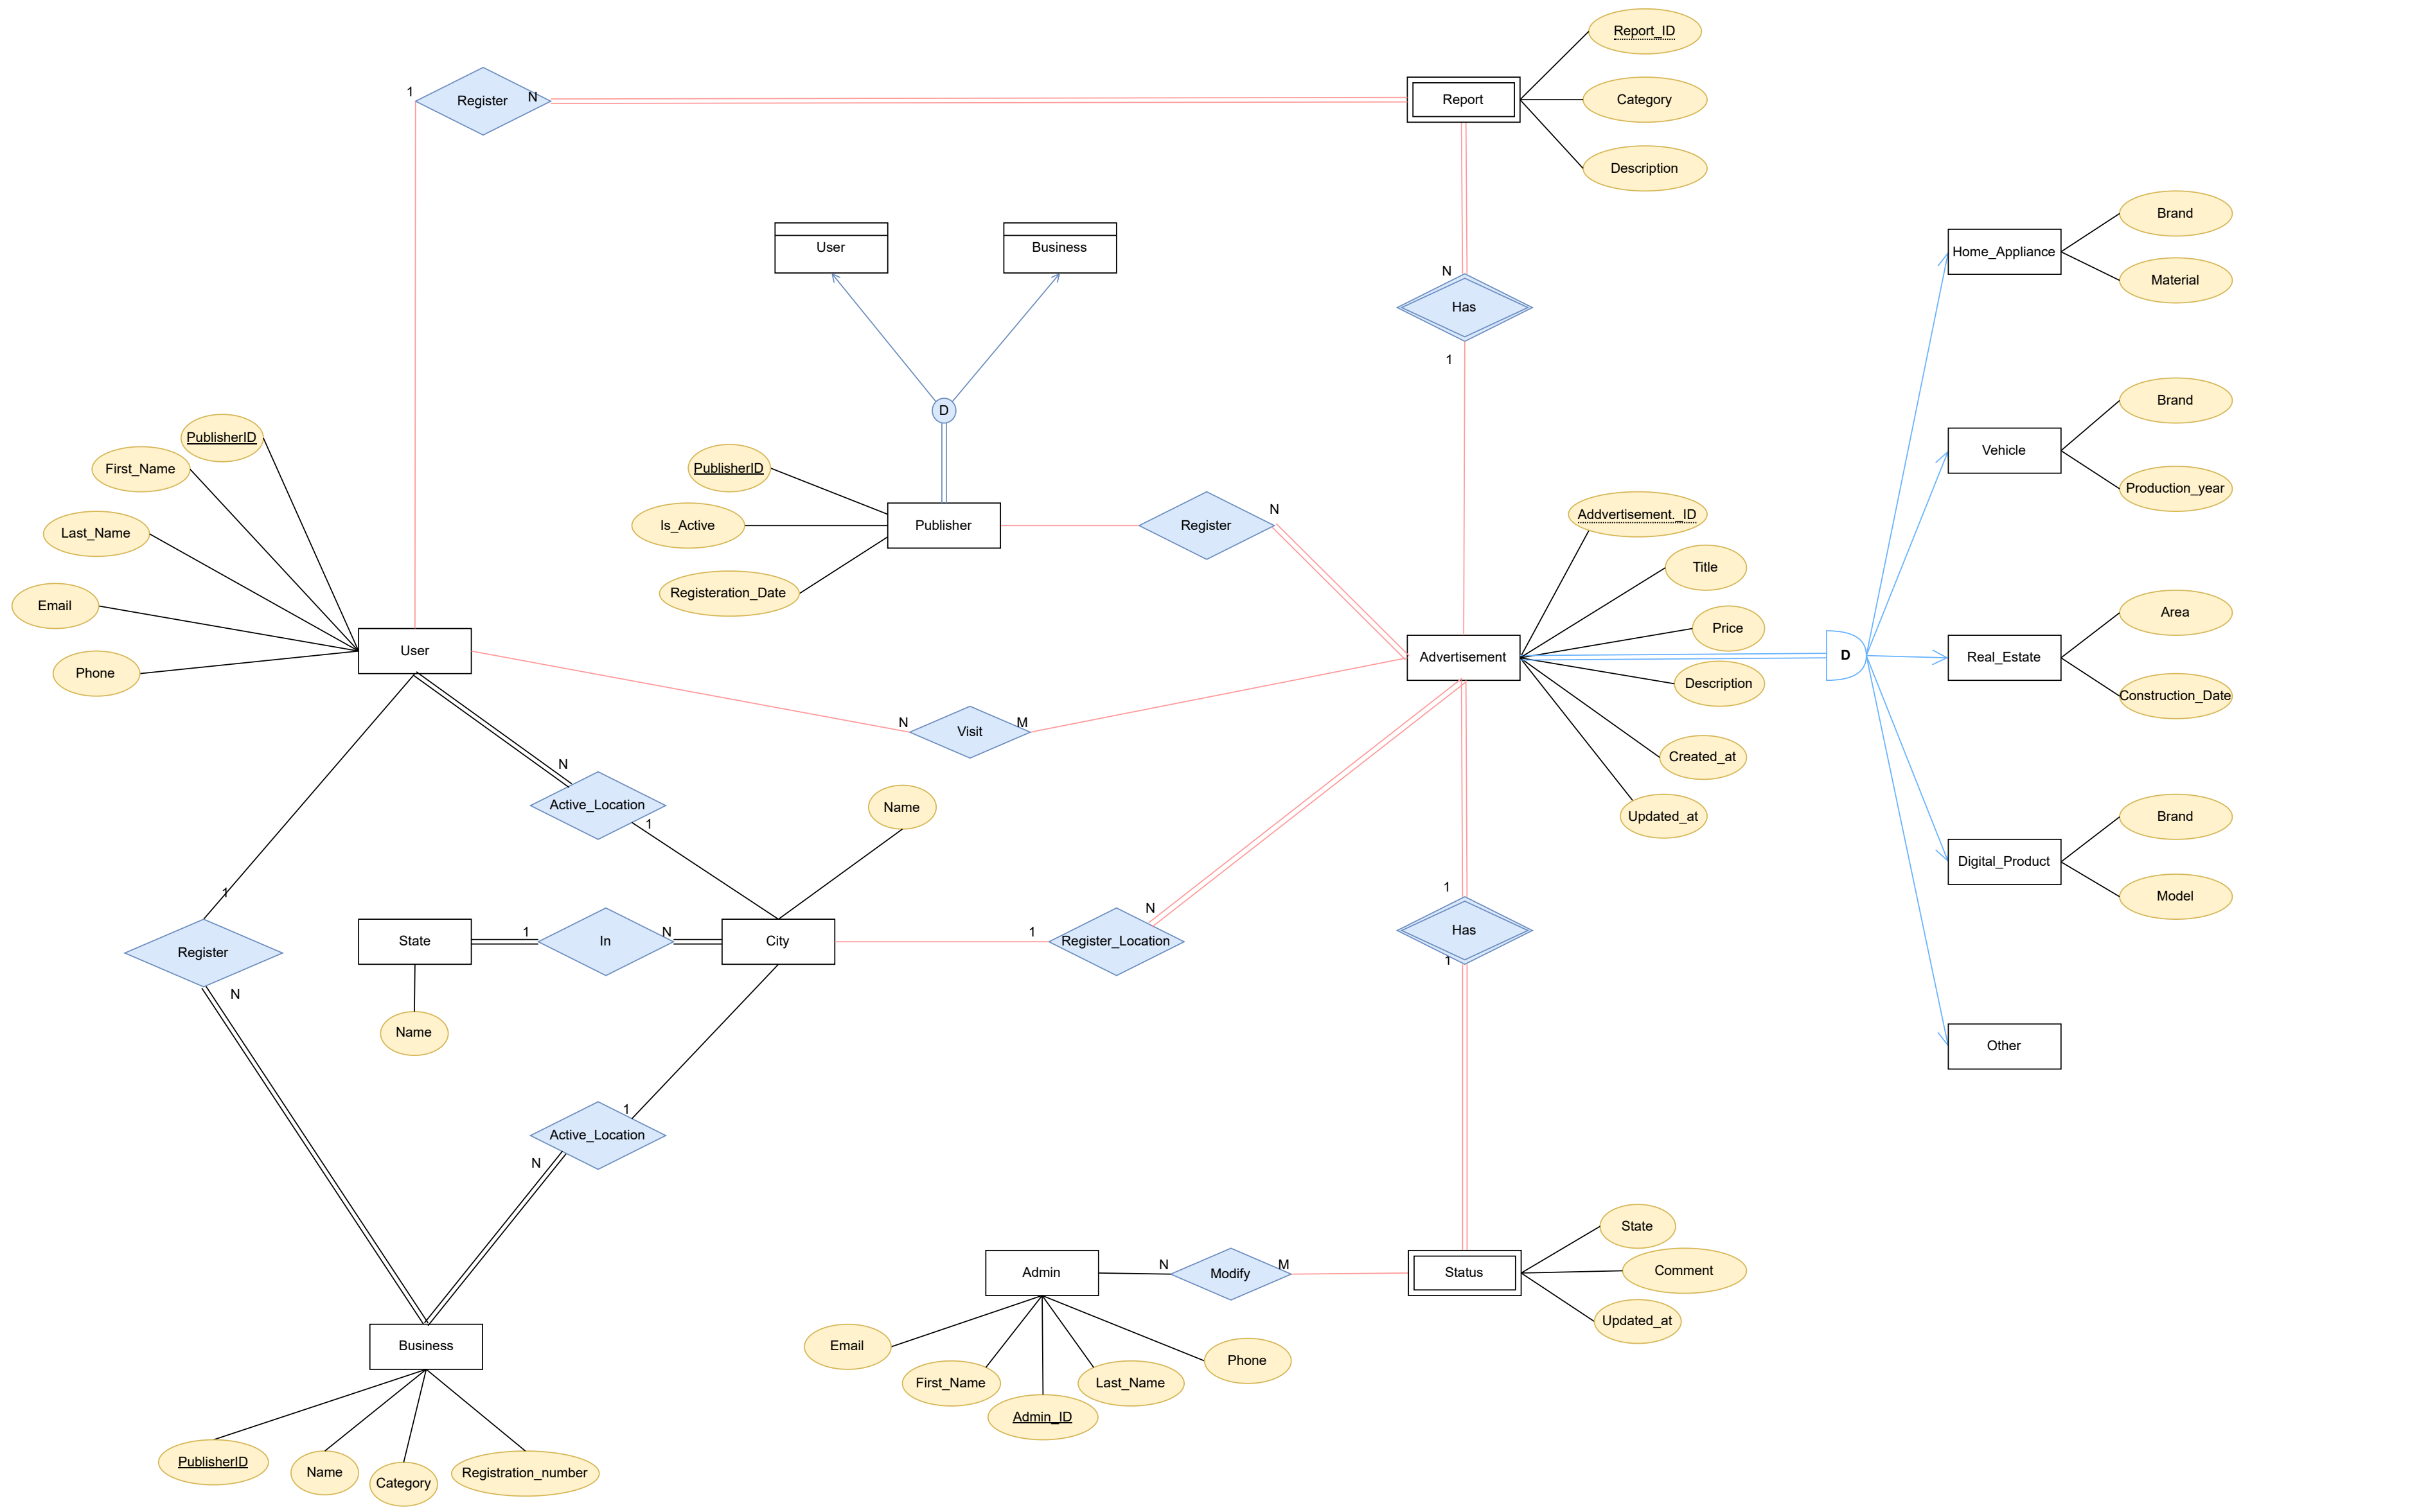 Report_ID
1
Register
N
Report
Category
Description
User
Business
N
Has
1
Home_Appliance
Brand
Material
D
Vehicle
Brand
Production_year
PublisherID
First_Name
Last_Name
Email
Phone
User
PublisherID
Is_Active
Registeration_Date
Publisher
Register
N
Addvertisement._ID
Title
Price
Description
Created_at
Updated_at
Advertisement
D
Real_Estate
Area
Construction_Date
N
Visit
M
N
Active_Location
1
Name
Digital_Product
Brand
Model
1
Register
N
State
1
In
N
City
1
Register_Location
N
1
Has
1
Name
Other
1
Active_Location
N
Admin
N
Modify
M
Status
State
Comment
Updated_at
Business
Email
First_Name
Admin_ID
Last_Name
Phone
PublisherID
Name
Category
Registration_number